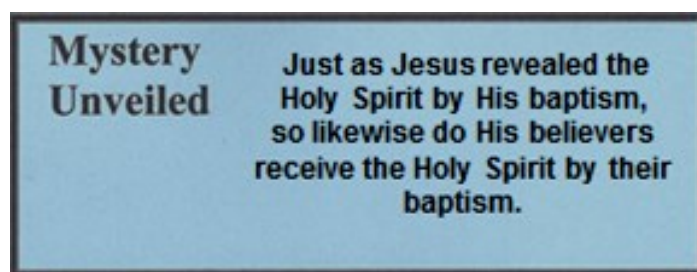 Mystery
Unveiled
Just as Jesus revealed the
Holy Spirit by His baptism,
so likewise do His believers
receive the Holy Spirit by their
baptism.